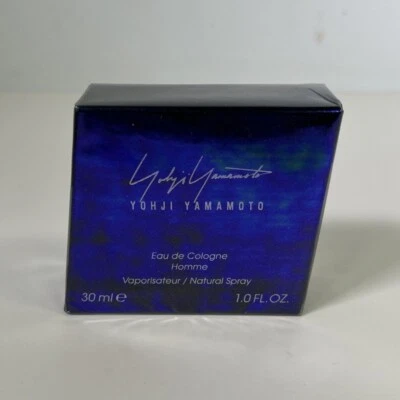 Yohji Yamamoto
YOHJI YAMAMOTO
Eau de Cologne
Homme
Vaporisateur / Natural Spray
30 ml ℮ 1.0 FL.OZ.